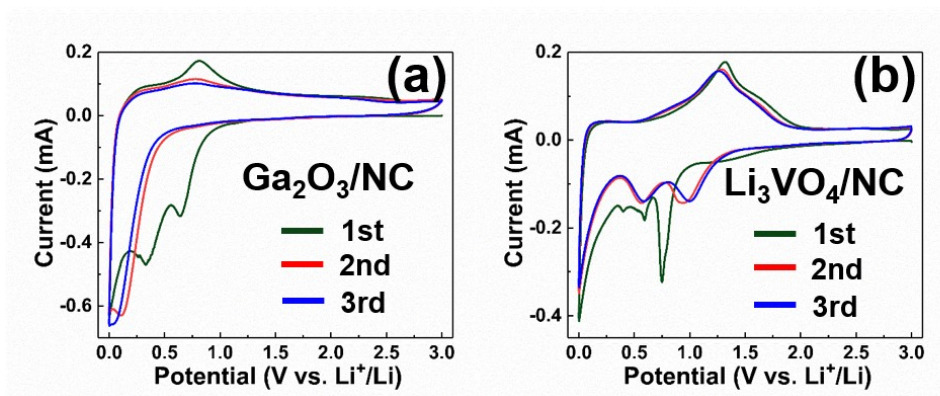 (a)
0.2
0.0
-0.2
-0.4
-0.6
Current (mA)
Ga₂O₃/NC
1st
2nd
3rd
0.0 0.5 1.0 1.5 2.0 2.5 3.0
Potential (V vs. Li⁺/Li)
(b)
0.2
0.0
-0.2
-0.4
Current (mA)
Li₃VO₄/NC
1st
2nd
3rd
0.0 0.5 1.0 1.5 2.0 2.5 3.0
Potential (V vs. Li⁺/Li)